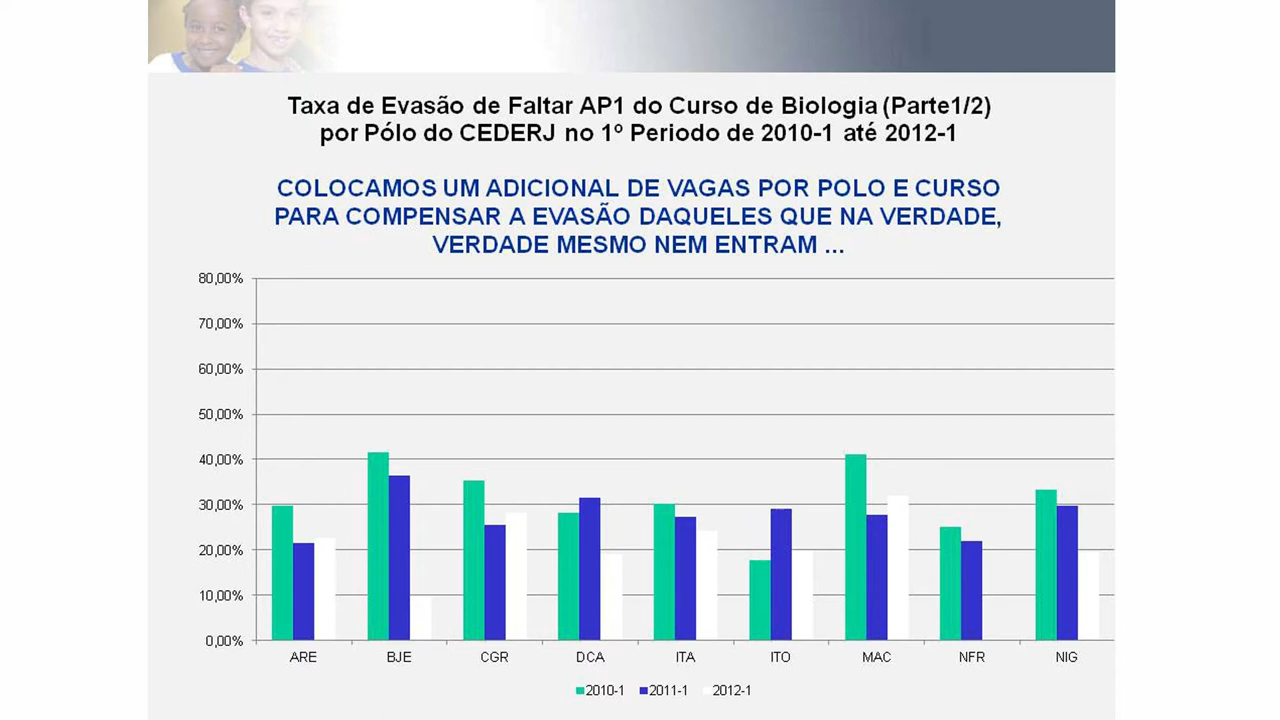 Taxa de Evasão de Faltar AP1 do Curso de Biologia (Parte1/2)
por Pólo do CEDERJ no 1º Periodo de 2010-1 até 2012-1
COLOCAMOS UM ADICIONAL DE VAGAS POR POLO E CURSO
PARA COMPENSAR A EVASÃO DAQUELES QUE NA VERDADE,
VERDADE MESMO NEM ENTRAM ...
80,00%
70,00%
60,00%
50,00%
40,00%
30,00%
20,00%
10,00%
0,00%
ARE BJE CGR DCA ITA ITO MAC NFR NIG
2010-1 2011-1 2012-1